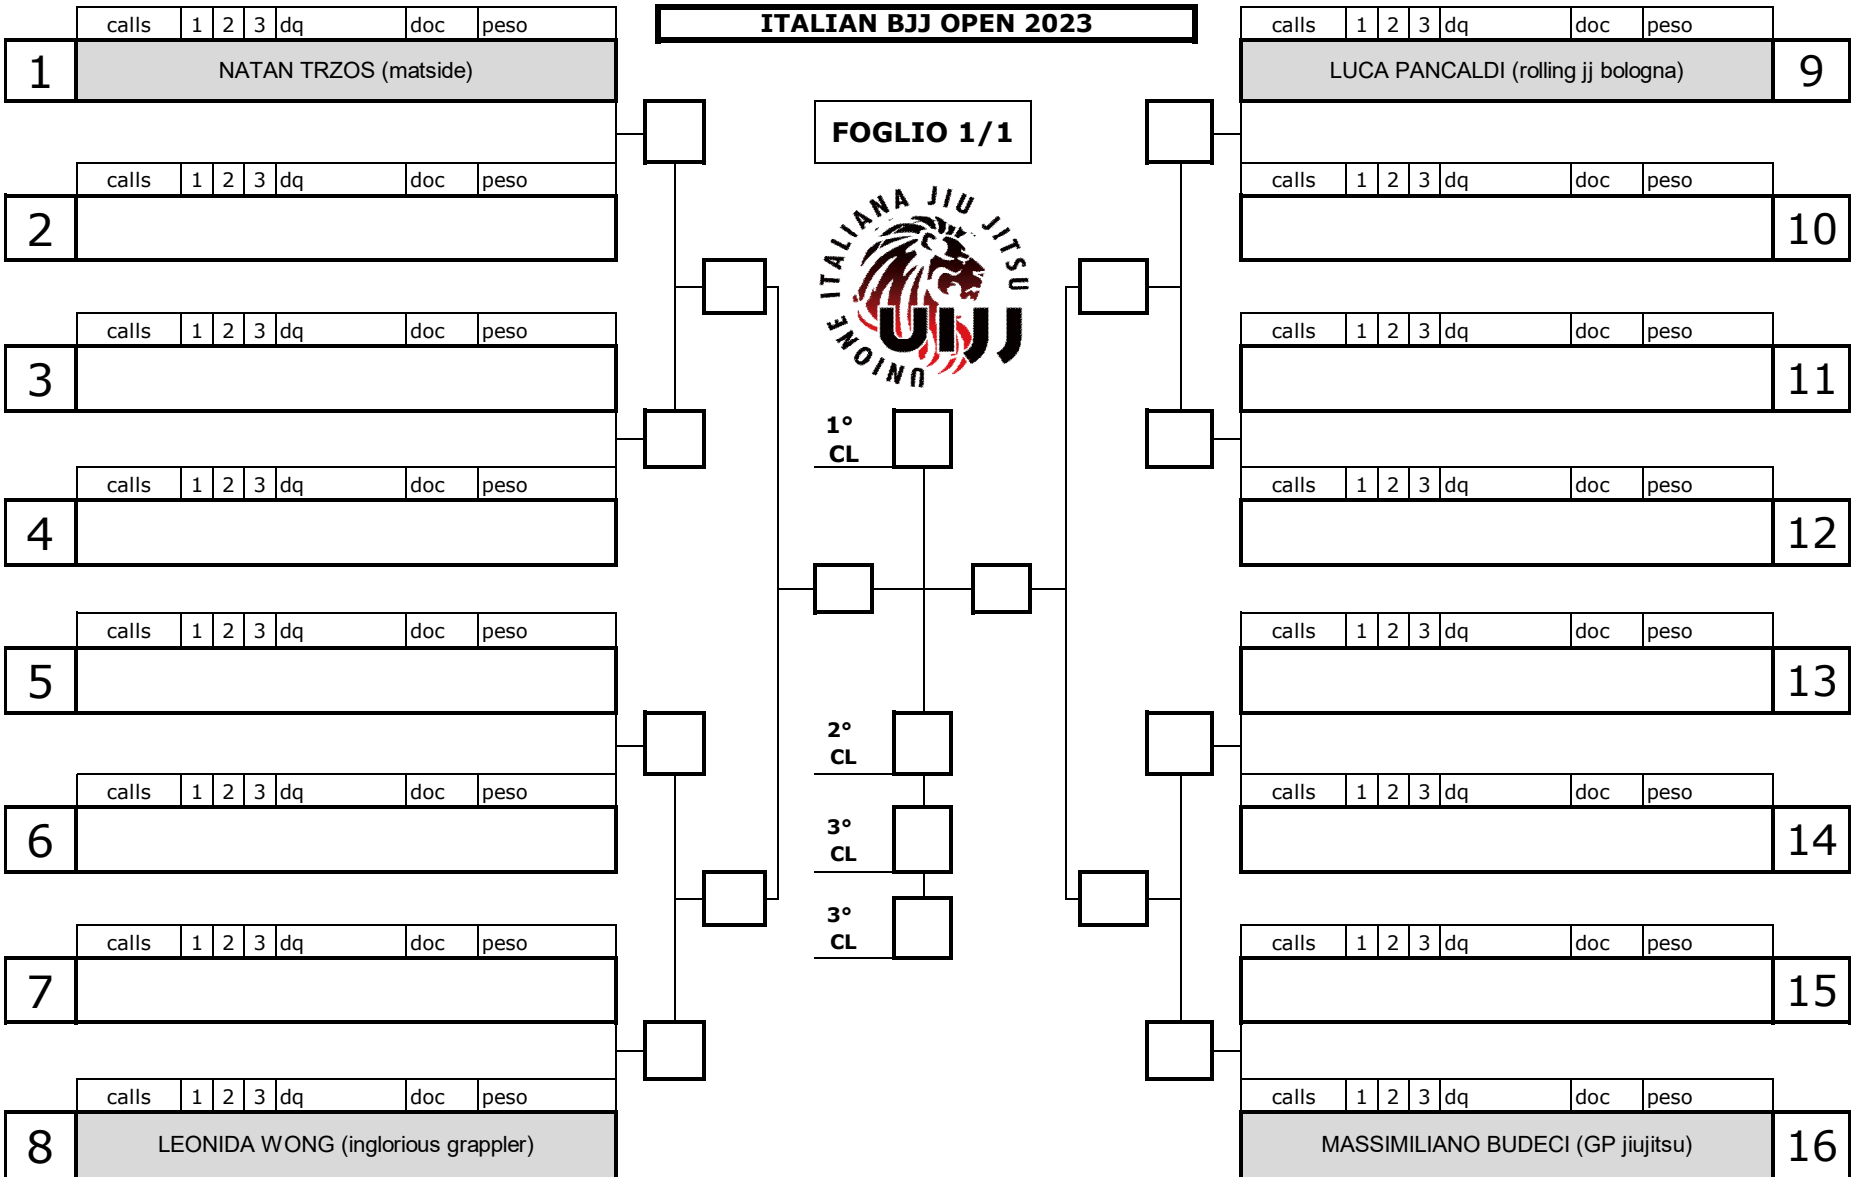 calls 1 2 3 dq doc peso
ITALIAN BJJ OPEN 2023
calls 1 2 3 dq doc peso
1 NATAN TRZOS (matside)
LUCA PANCALDI (rolling jj bologna) 9
FOGLIO 1/1
calls 1 2 3 dq doc peso
calls 1 2 3 dq doc peso
2
10
UNIONE ITALIANA JIU JITSU
UIJJ
calls 1 2 3 dq doc peso
calls 1 2 3 dq doc peso
3
11
1°
CL
calls 1 2 3 dq doc peso
calls 1 2 3 dq doc peso
4
12
calls 1 2 3 dq doc peso
calls 1 2 3 dq doc peso
5
13
2°
CL
calls 1 2 3 dq doc peso
calls 1 2 3 dq doc peso
6
14
3°
CL
3°
CL
calls 1 2 3 dq doc peso
calls 1 2 3 dq doc peso
7
15
calls 1 2 3 dq doc peso
calls 1 2 3 dq doc peso
8 LEONIDA WONG (inglorious grappler)
MASSIMILIANO BUDECI (GP jiujitsu) 16